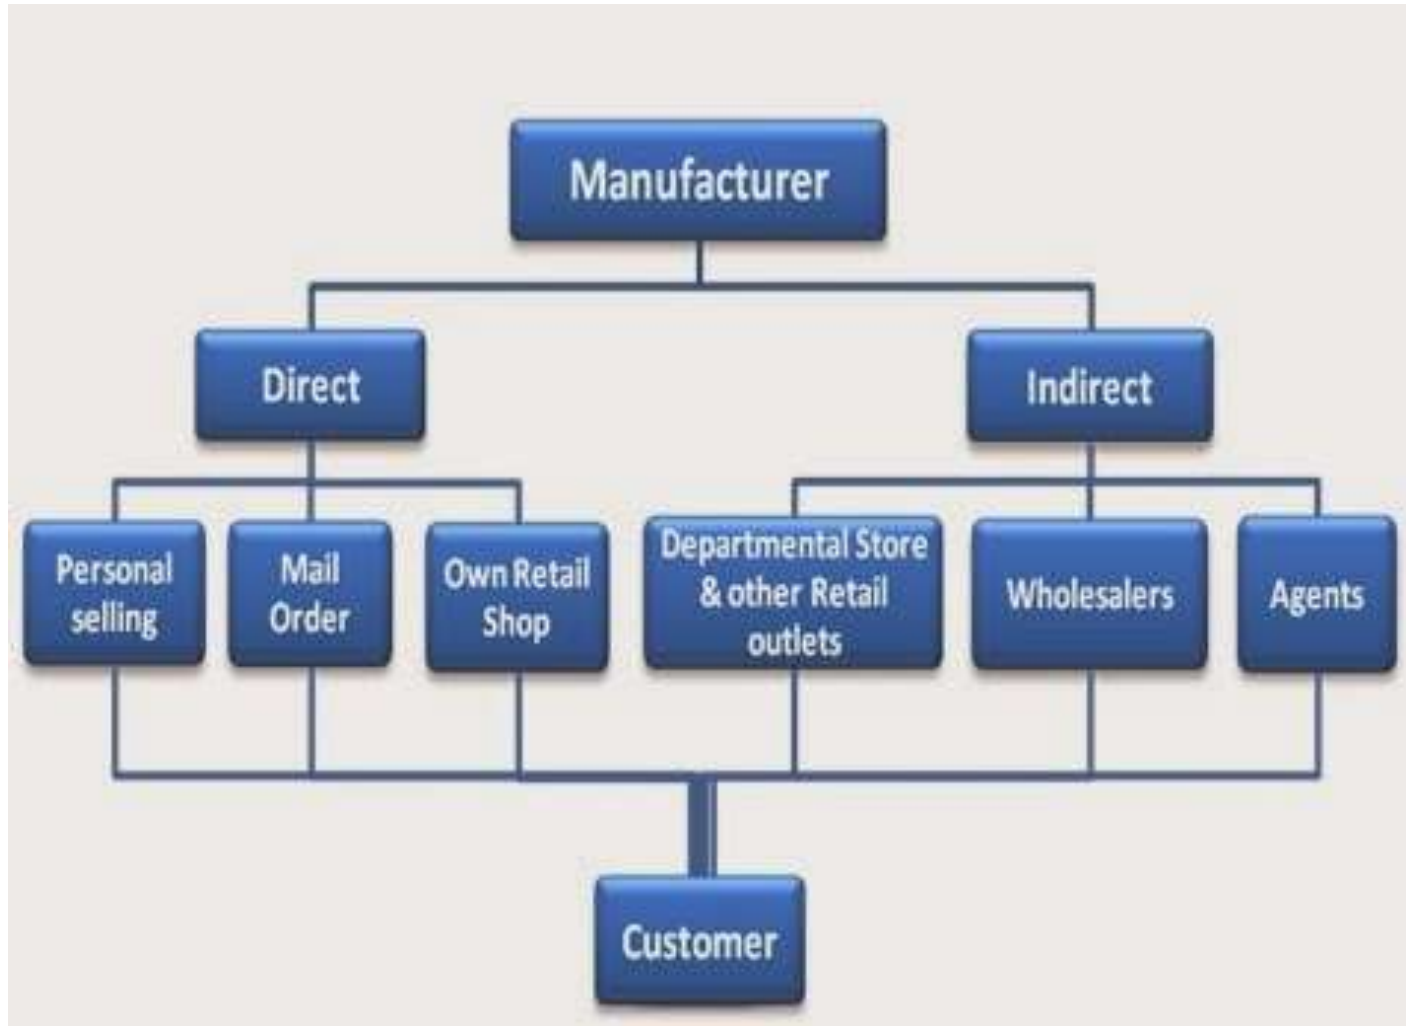 Manufacturer
Direct
Indirect
Personal
selling
Mail
Order
Own Retail
Shop
Departmental Store
& other Retail
outlets
Wholesalers
Agents
Customer